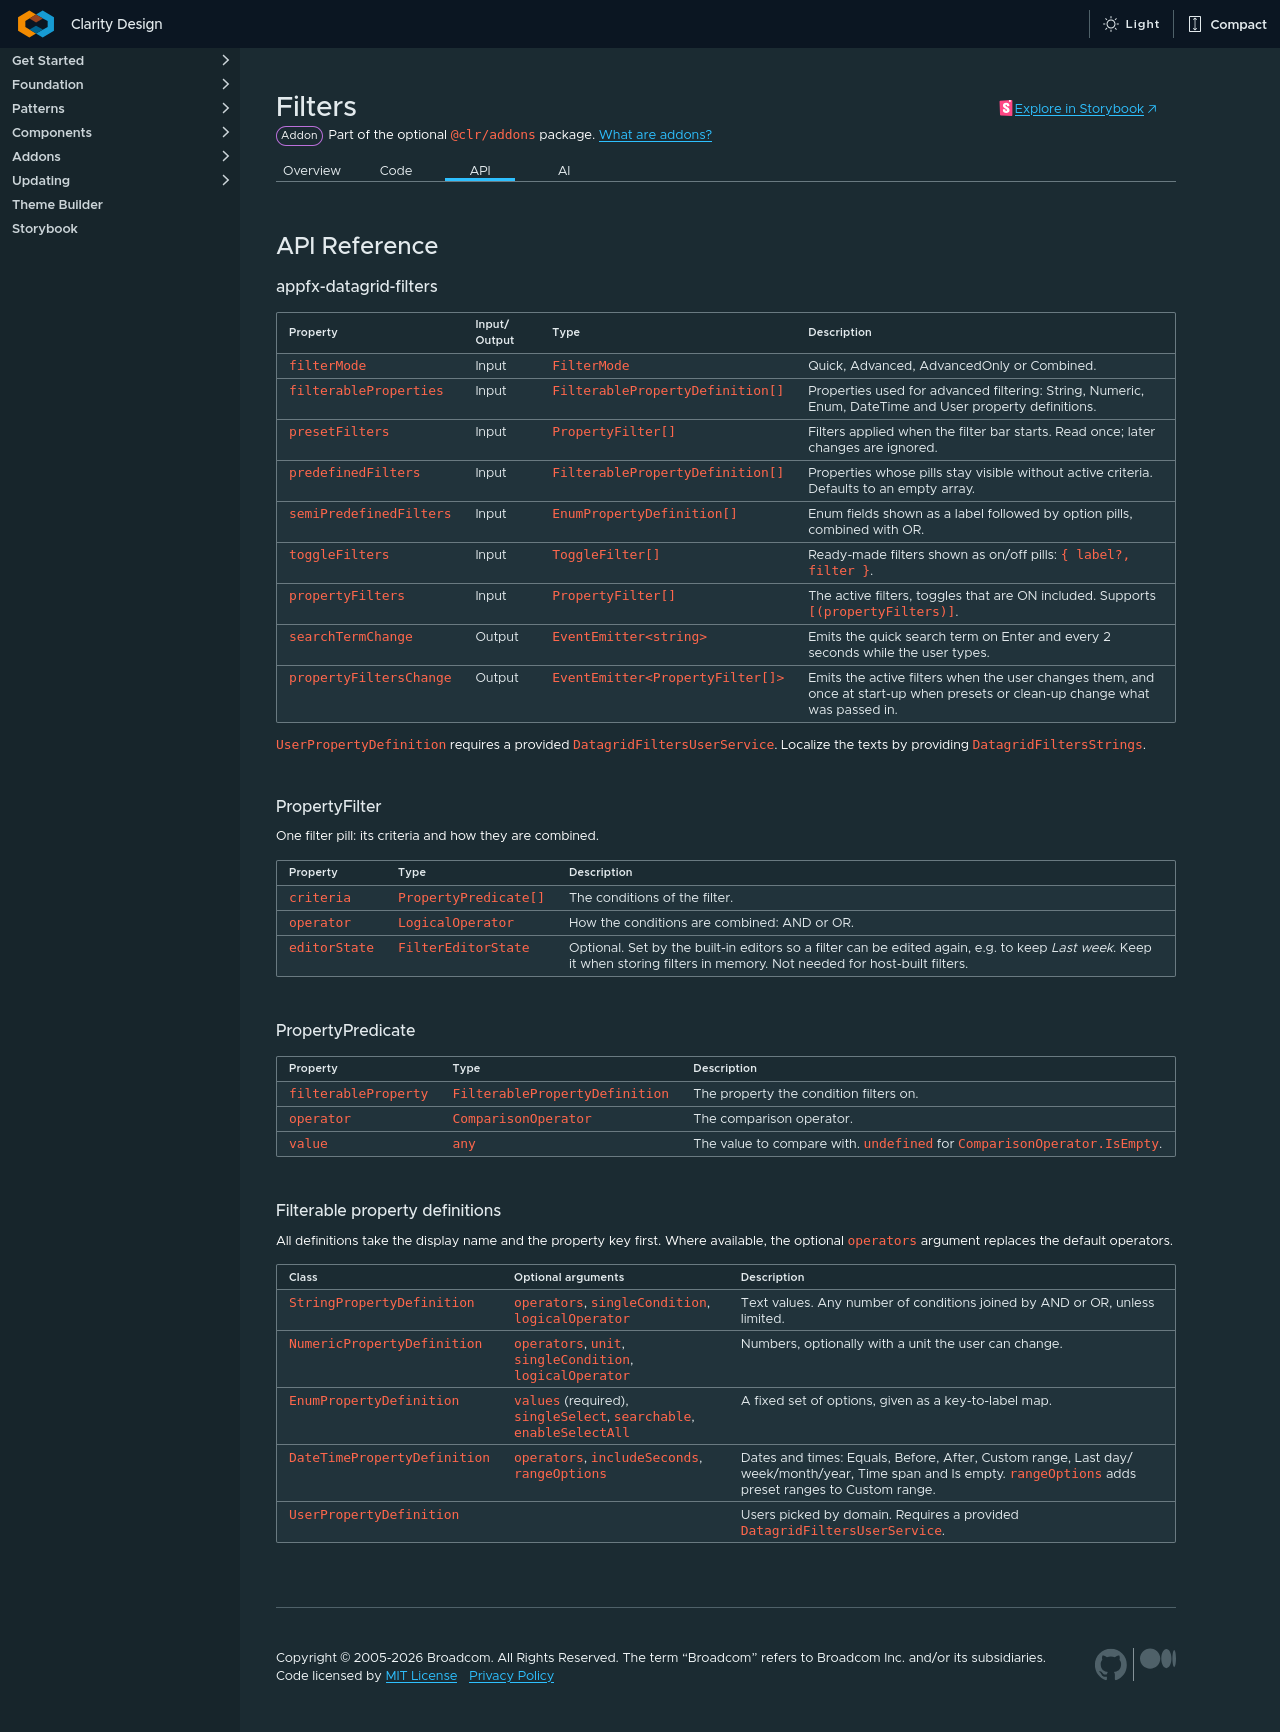 Clarity Design
Light
Compact
Get Started
Foundation
Patterns
Components
Addons
Updating
Theme Builder
Storybook
Filters
Explore in Storybook ↗
Addon Part of the optional @clr/addons package. What are addons?
Overview Code API AI
API Reference
appfx-datagrid-filters
Property Input/ Type Description
Output
filterMode Input FilterMode Quick, Advanced, AdvancedOnly or Combined.
filterableProperties Input FilterablePropertyDefinition[] Properties used for advanced filtering: String, Numeric,
Enum, DateTime and User property definitions.
presetFilters Input PropertyFilter[] Filters applied when the filter bar starts. Read once; later
changes are ignored.
predefinedFilters Input FilterablePropertyDefinition[] Properties whose pills stay visible without active criteria.
Defaults to an empty array.
semiPredefinedFilters Input EnumPropertyDefinition[] Enum fields shown as a label followed by option pills,
combined with OR.
toggleFilters Input ToggleFilter[] Ready-made filters shown as on/off pills: { label?,
filter }.
propertyFilters Input PropertyFilter[] The active filters, toggles that are ON included. Supports
[(propertyFilters)].
searchTermChange Output EventEmitter<string> Emits the quick search term on Enter and every 2
seconds while the user types.
propertyFiltersChange Output EventEmitter<PropertyFilter[]> Emits the active filters when the user changes them, and
once at start-up when presets or clean-up change what
was passed in.
UserPropertyDefinition requires a provided DatagridFiltersUserService. Localize the texts by providing DatagridFiltersStrings.
PropertyFilter
One filter pill: its criteria and how they are combined.
Property Type Description
criteria PropertyPredicate[] The conditions of the filter.
operator LogicalOperator How the conditions are combined: AND or OR.
editorState FilterEditorState Optional. Set by the built-in editors so a filter can be edited again, e.g. to keep Last week. Keep
it when storing filters in memory. Not needed for host-built filters.
PropertyPredicate
Property Type Description
filterableProperty FilterablePropertyDefinition The property the condition filters on.
operator ComparisonOperator The comparison operator.
value any The value to compare with. undefined for ComparisonOperator.IsEmpty.
Filterable property definitions
All definitions take the display name and the property key first. Where available, the optional operators argument replaces the default operators.
Class Optional arguments Description
StringPropertyDefinition operators, singleCondition, Text values. Any number of conditions joined by AND or OR, unless
logicalOperator limited.
NumericPropertyDefinition operators, unit, Numbers, optionally with a unit the user can change.
singleCondition,
logicalOperator
EnumPropertyDefinition values (required), A fixed set of options, given as a key-to-label map.
singleSelect, searchable,
enableSelectAll
DateTimePropertyDefinition operators, includeSeconds, Dates and times: Equals, Before, After, Custom range, Last day/
rangeOptions week/month/year, Time span and Is empty. rangeOptions adds
preset ranges to Custom range.
UserPropertyDefinition Users picked by domain. Requires a provided
DatagridFiltersUserService.
Copyright © 2005-2026 Broadcom. All Rights Reserved. The term “Broadcom” refers to Broadcom Inc. and/or its subsidiaries.
Code licensed by MIT License Privacy Policy